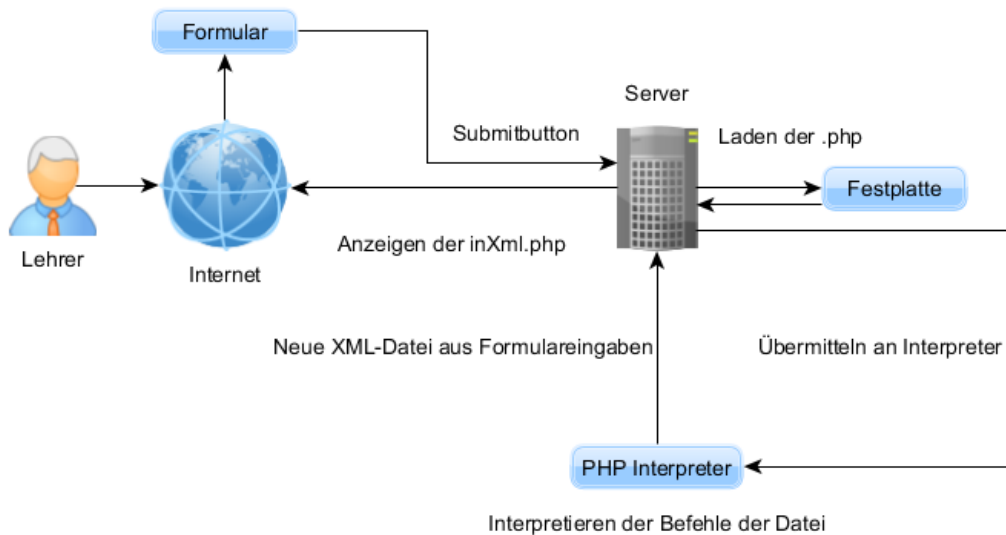 Formular
Server
Submitbutton
Laden der .php
Festplatte
Lehrer
Internet
Anzeigen der inXml.php
Neue XML-Datei aus Formulareingaben
Übermitteln an Interpreter
PHP Interpreter
Interpretieren der Befehle der Datei